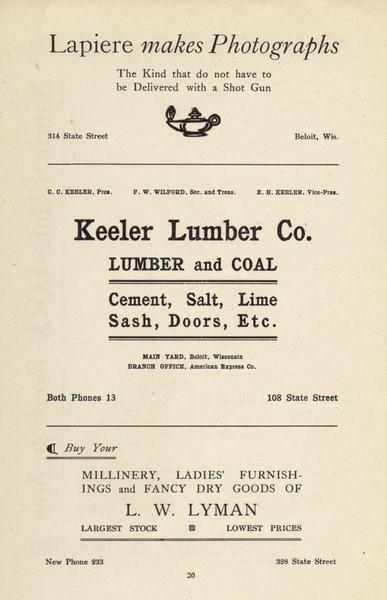 Lapiere makes Photographs
The Kind that do not have to
be Delivered with a Shot Gun
314 State Street Beloit, Wis.
C. C. KEELER, Pres. F. W. WILFORD, Sec. and Treas. E. H. KEELER, Vice-Pres.
Keeler Lumber Co.
LUMBER and COAL
Cement, Salt, Lime
Sash, Doors, Etc.
MAIN YARD, Beloit, Wisconsin
BRANCH OFFICE, American Express Co.
Both Phones 13 108 State Street
Buy Your
MILLINERY, LADIES' FURNISH-
INGS and FANCY DRY GOODS OF
L. W. LYMAN
LARGEST STOCK LOWEST PRICES
New Phone 233 328 State Street
20